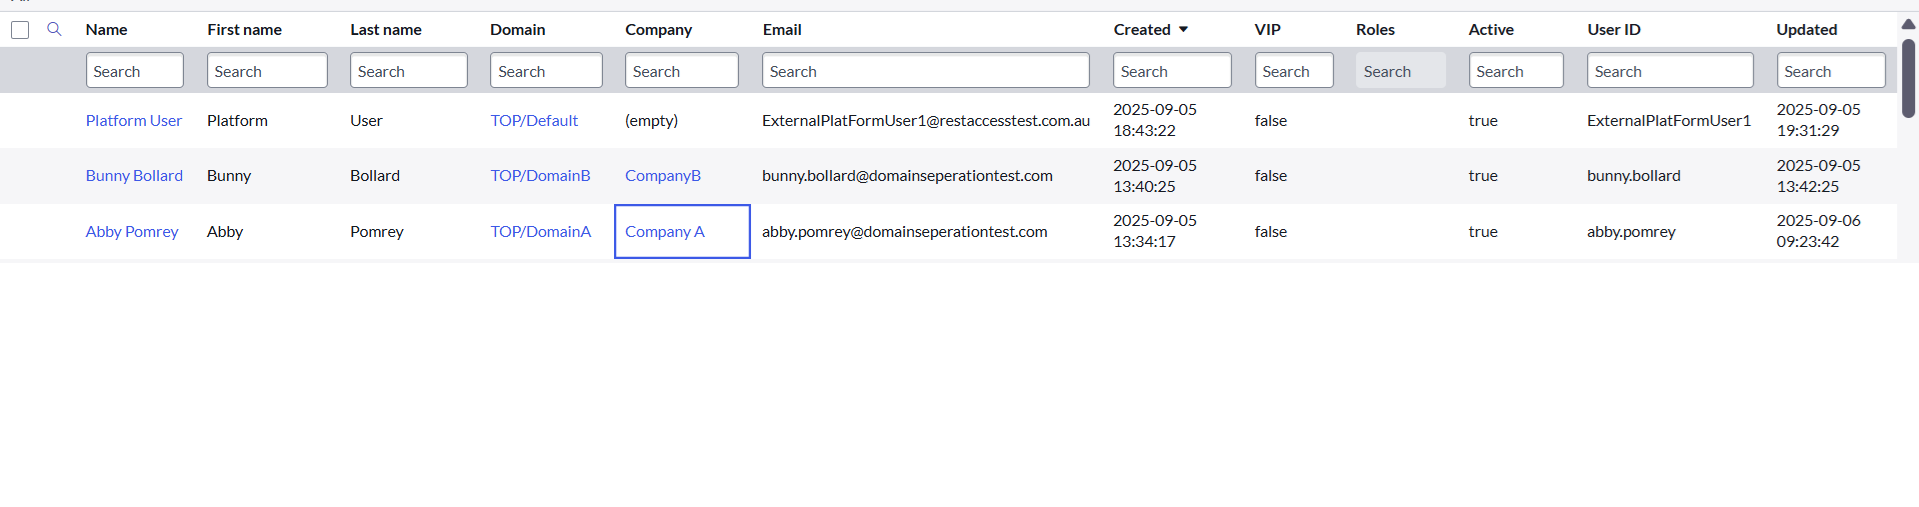 Name First name Last name Domain Company Email Created VIP Roles Active User ID Updated
Search Search Search Search Search Search Search Search Search Search Search Search
Platform User Platform User TOP/Default (empty) ExternalPlatFormUser1@restaccesstest.com.au 2025-09-05 18:43:22 false true ExternalPlatFormUser1 2025-09-05 19:31:29
Bunny Bollard Bunny Bollard TOP/DomainB CompanyB bunny.bollard@domainseperationtest.com 2025-09-05 13:40:25 false true bunny.bollard 2025-09-05 13:42:25
Abby Pomrey Abby Pomrey TOP/DomainA Company A abby.pomrey@domainseperationtest.com 2025-09-05 13:34:17 false true abby.pomrey 2025-09-06 09:23:42